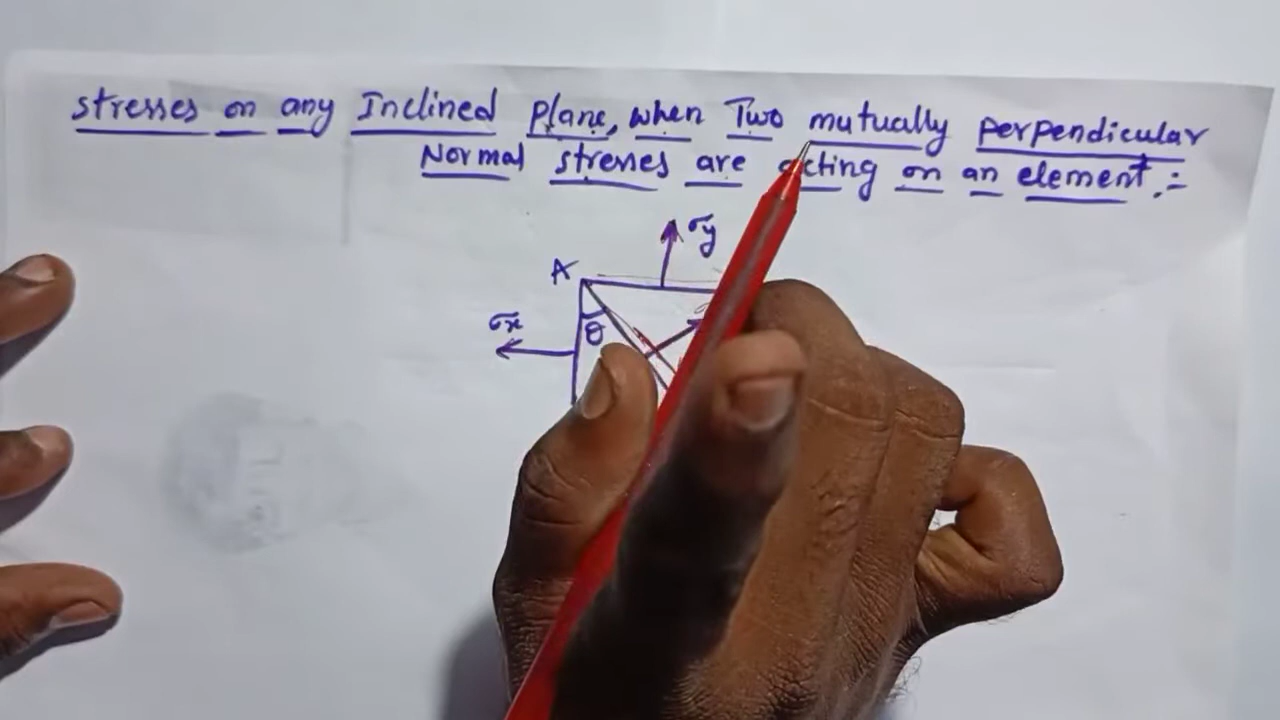 stresses on any Inclined plane, when Two mutually perpendicular
Normal stresses are acting on an element :-
σy
A
σx
θ